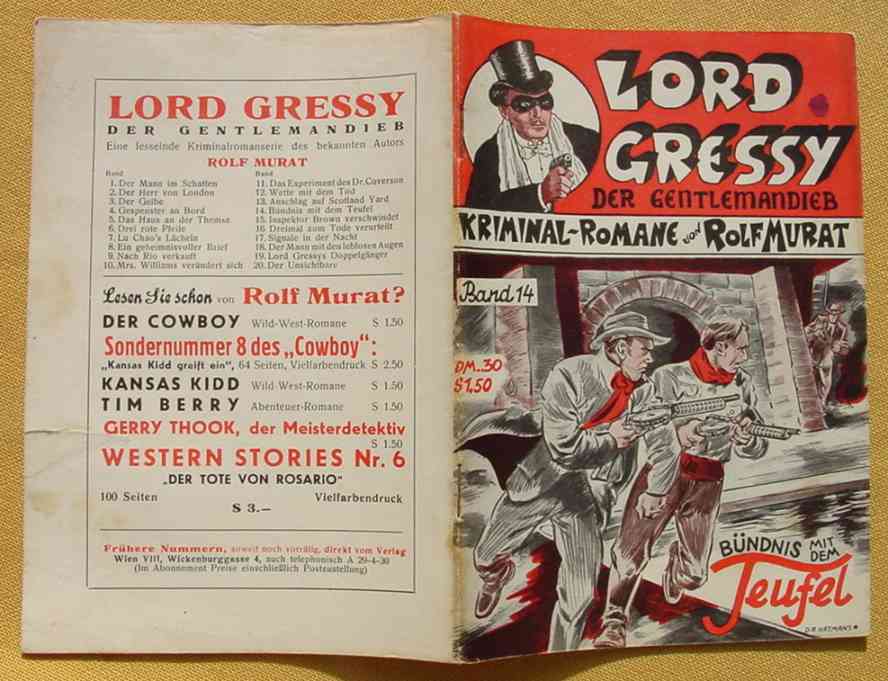 LORD GRESSY
DER GENTLEMANDIEB
Eine fesselnde Kriminalromanserie des bekannten Autors
ROLF MURAT
Band
1. Der Mann im Schatten
2. Der Herr von London
3. Der Gelbe
4. Gespenster an Bord
5. Das Haus an der Themse
6. Drei rote Pfeile
7. Lu Chao's Lächeln
8. Ein geheimnisvoller Brief
9. Nach Rio verkauft
10. Mrs. Williams verändert sich
Band
11. Das Experiment des Dr. Caverson
12. Wette mit dem Tod
13. Anschlag auf Scotland Yard
14. Bündnis mit dem Teufel
15. Inspektor Brown verschwindet
16. Dreimal zum Tode verurteilt
17. Signale in der Nacht
18. Der Mann mit den leblosen Augen
19. Lord Gressys Doppelgänger
20. Der Unsichtbare
Lesen Sie schon von Rolf Murat?
DER COWBOY Wild-West-Romane S 1.50
Sondernummer 8 des „Cowboy":
„Kansas Kidd greift ein", 64 Seiten, Vielfarbendruck S 2.50
KANSAS KIDD Wild-West-Romane S 1.50
TIM BERRY Abenteuer-Romane S 1.50
GERRY THOOK, der Meisterdetektiv
S 1.50
WESTERN STORIES Nr. 6
„DER TOTE VON ROSARIO"
100 Seiten Vielfarbendruck
S 3.—
Frühere Nummern, soweit noch vorrätig, direkt vom Verlag
Wien VIII, Wickenburggasse 4, auch telephonisch A 29-4-30
(Im Abonnement Preise einschließlich Postzustellung)
LORD
GRESSY
DER GENTLEMANDIEB
KRIMINAL-ROMANE von ROLF MURAT
Band 14
DM-.30
S 1,50
BÜNDNIS MIT
DEM
Teufel